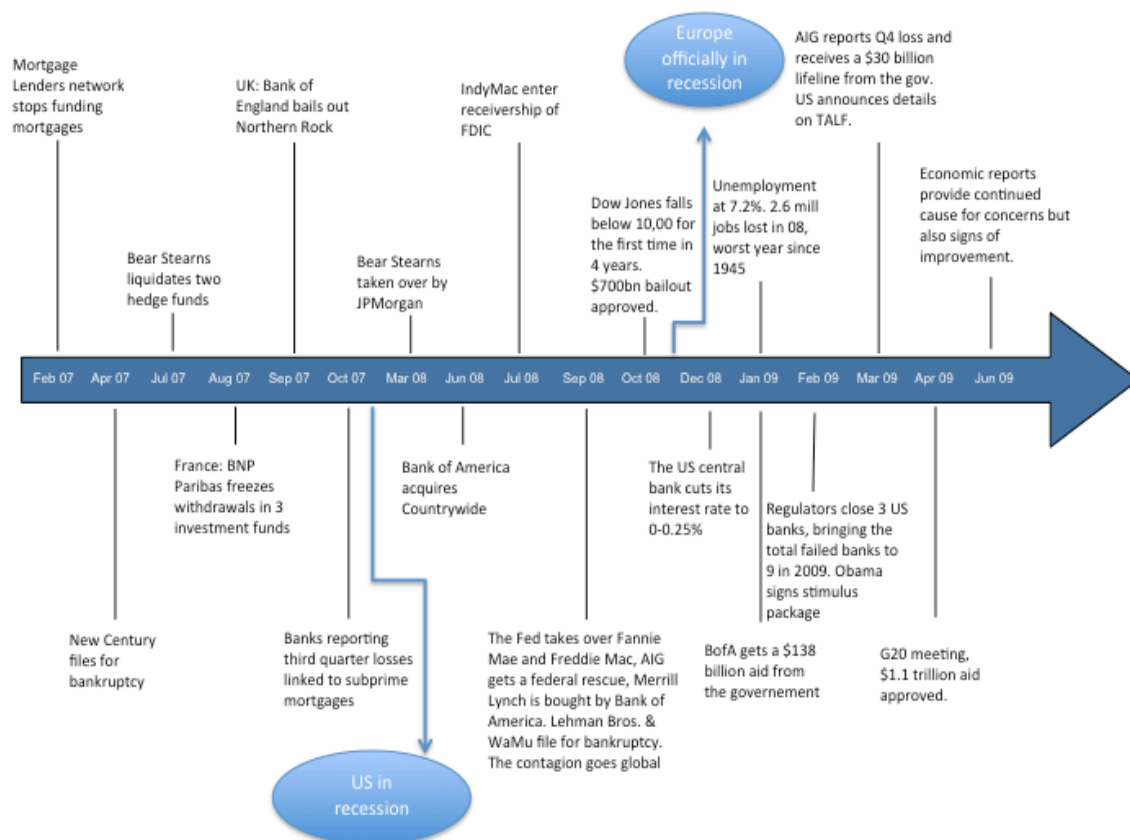 Europe
officially in
recession
AIG reports Q4 loss and
receives a $30 billion
lifeline from the gov.
US announces details
on TALF.
Mortgage
Lenders network
stops funding
mortgages
UK: Bank of
England bails out
Northern Rock
IndyMac enter
receivership of
FDIC
Economic reports
provide continued
cause for concerns but
also signs of
improvement.
Unemployment
at 7.2%. 2.6 mill
jobs lost in 08,
worst year since
1945
Dow Jones falls
below 10,00 for
the first time in
4 years.
$700bn bailout
approved.
Bear Stearns
liquidates two
hedge funds
Bear Stearns
taken over by
JPMorgan
Feb 07 Apr 07 Jul 07 Aug 07 Sep 07 Oct 07 Mar 08 Jun 08 Jul 08 Sep 08 Oct 08 Dec 08 Jan 09 Feb 09 Mar 09 Apr 09 Jun 09
France: BNP
Paribas freezes
withdrawals in 3
investment funds
Bank of America
acquires
Countrywide
The US central
bank cuts its
interest rate to
0-0.25%
Regulators close 3 US
banks, bringing the
total failed banks to
9 in 2009. Obama
signs stimulus
package
New Century
files for
bankruptcy
Banks reporting
third quarter losses
linked to subprime
mortgages
The Fed takes over Fannie
Mae and Freddie Mac, AIG
gets a federal rescue, Merrill
Lynch is bought by Bank of
America. Lehman Bros. &
WaMu file for bankruptcy.
The contagion goes global
BofA gets a $138
billion aid from
the governement
G20 meeting,
$1.1 trillion aid
approved.
US in
recession